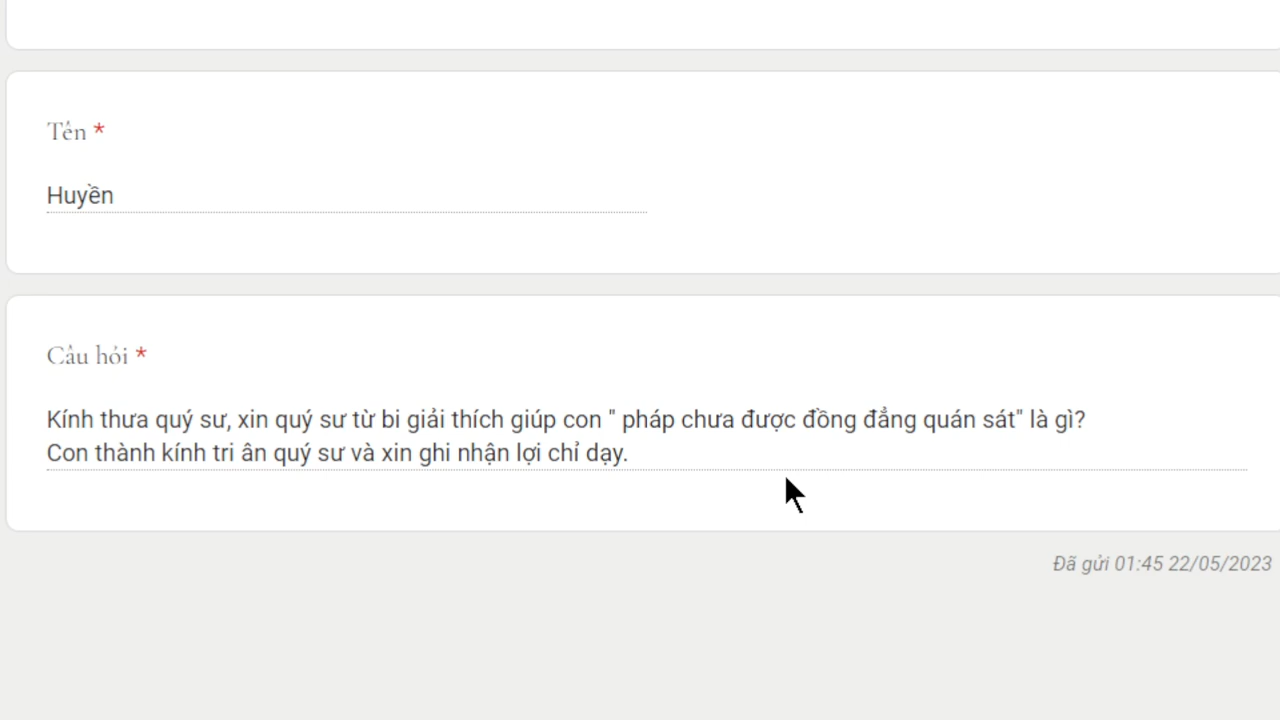 Tên *
Huyền
Câu hỏi *
Kính thưa quý sư, xin quý sư từ bi giải thích giúp con " pháp chưa được đồng đẳng quán sát" là gì?
Con thành kính tri ân quý sư và xin ghi nhận lợi chỉ dạy.
Đã gửi 01:45 22/05/2023